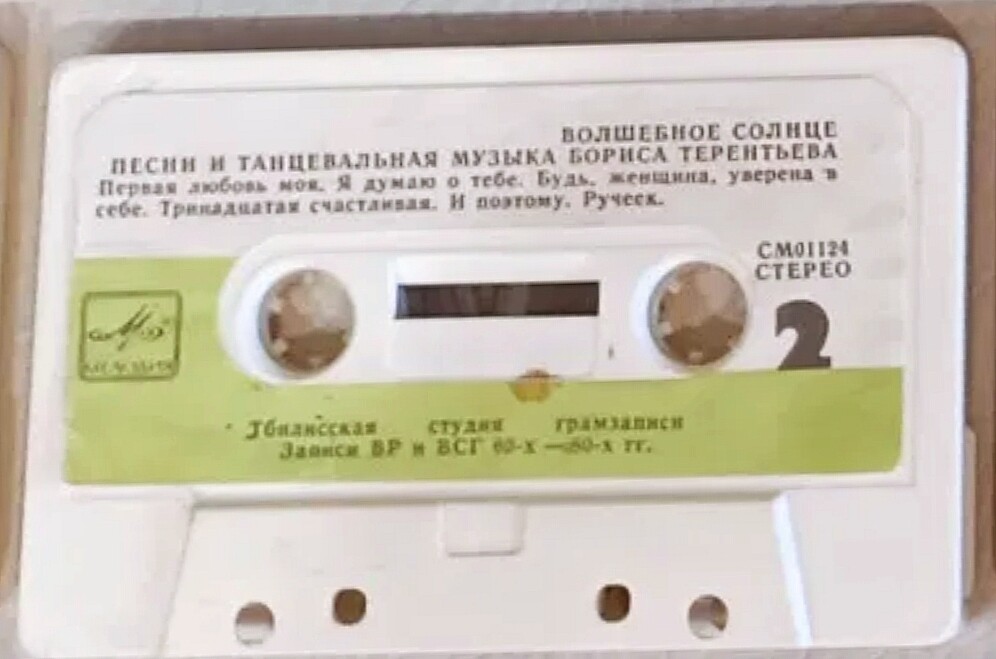 ВОЛШЕБНОЕ СОЛНЦЕ
ПЕСНИ И ТАНЦЕВАЛЬНАЯ МУЗЫКА БОРИСА ТЕРЕНТЬЕВА
Первая любовь моя. Я думаю о тебе. Будь, женщина, уверена в
себе. Тринадцатая счастливая. И поэтому. Ручеек.
СМ01124
СТЕРЕО
2
Тбилисская студия грамзаписи
Записи ВР и ВСГ 60-х —80-х гг.